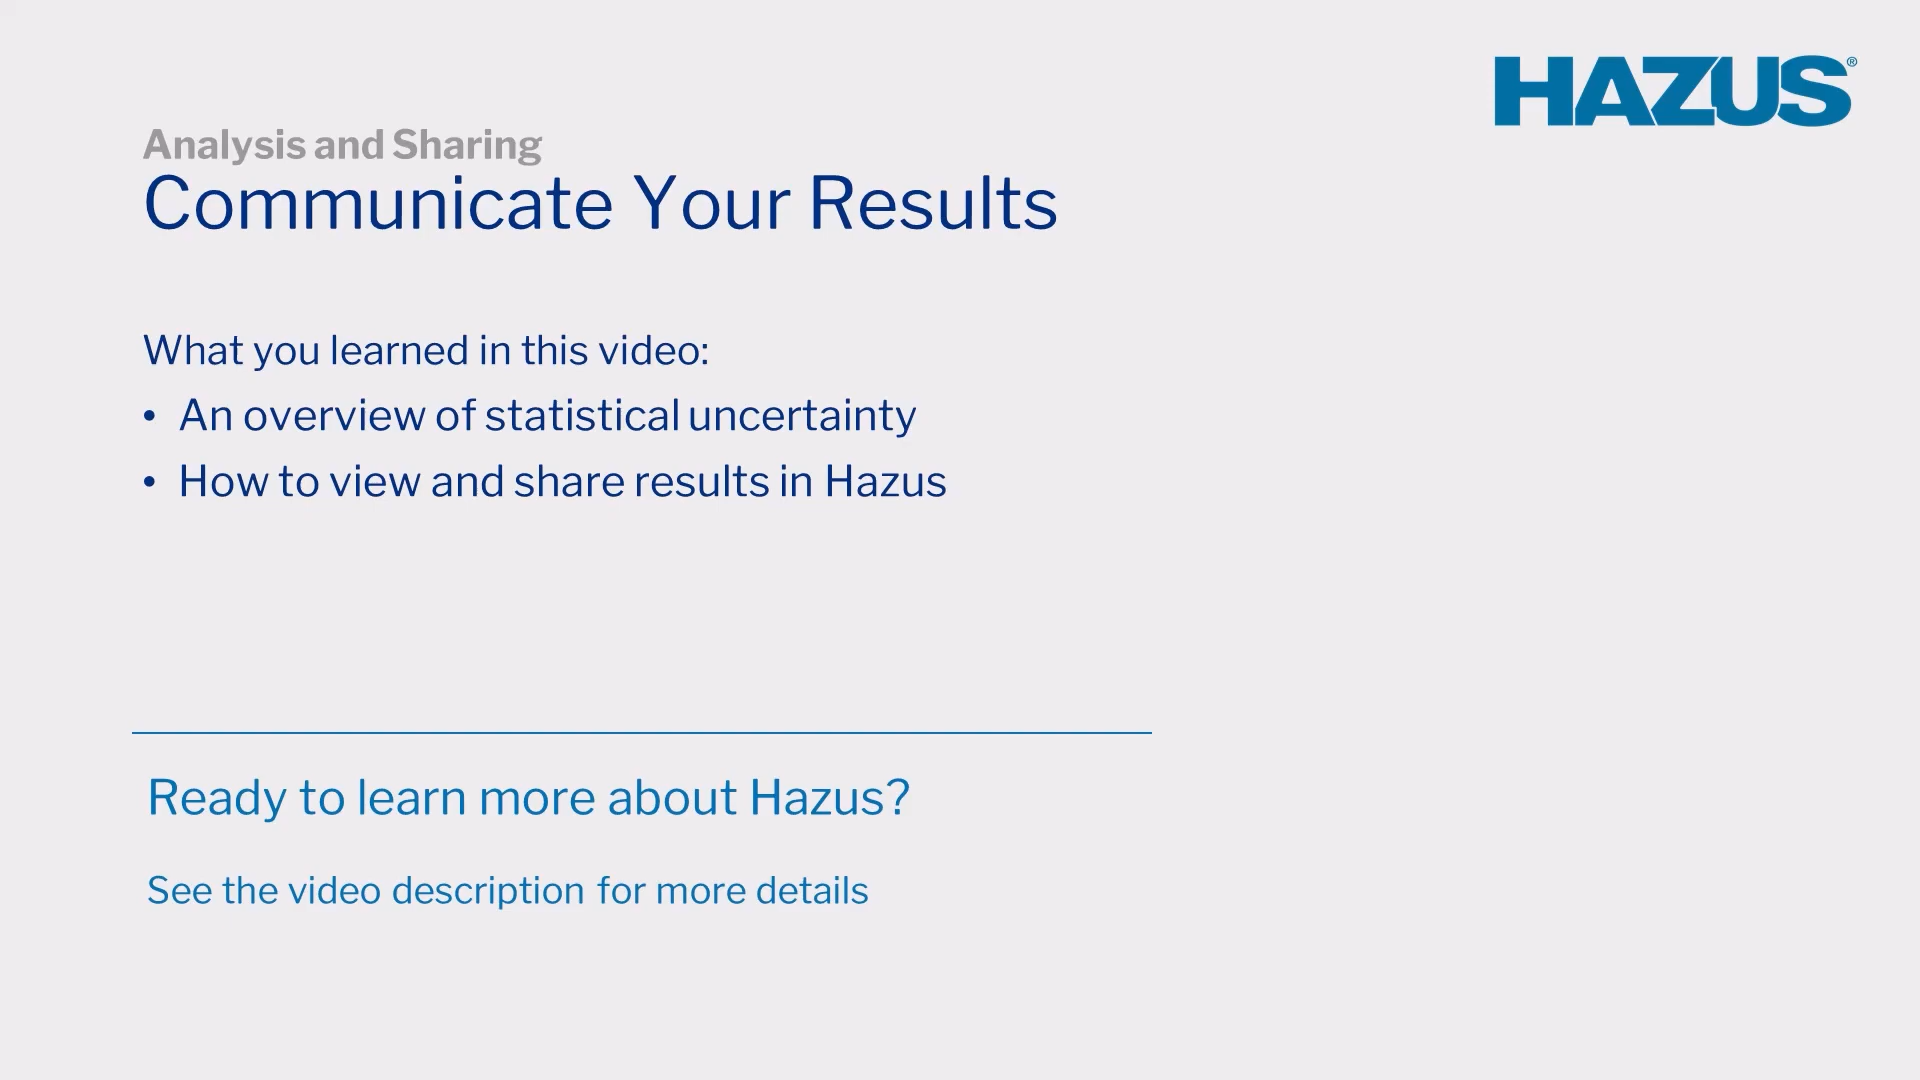 HAZUS®
Analysis and Sharing
Communicate Your Results
What you learned in this video:
• An overview of statistical uncertainty
• How to view and share results in Hazus
Ready to learn more about Hazus?
See the video description for more details